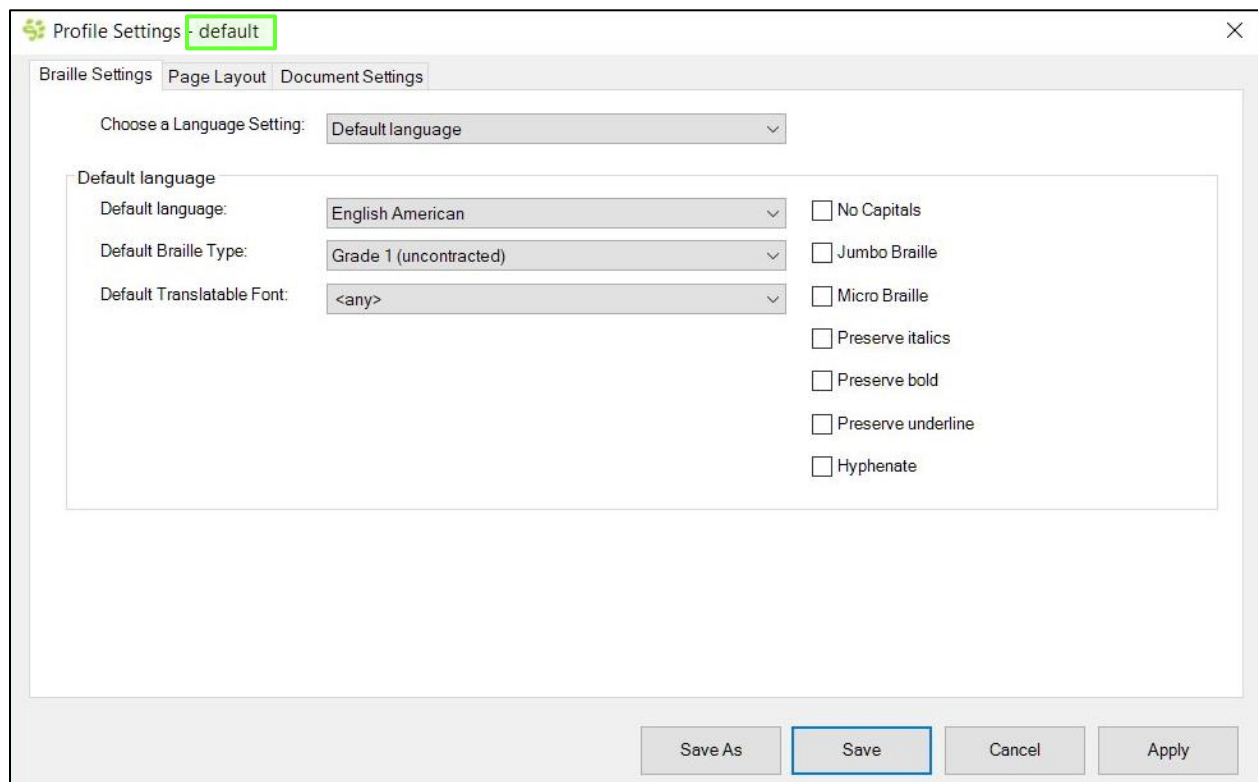 Profile Settings - default
Braille Settings Page Layout Document Settings
Choose a Language Setting: Default language
Default language
Default language: English American
No Capitals
Default Braille Type: Grade 1 (uncontracted)
Jumbo Braille
Default Translatable Font: <any>
Micro Braille
Preserve italics
Preserve bold
Preserve underline
Hyphenate
Save As Save Cancel Apply